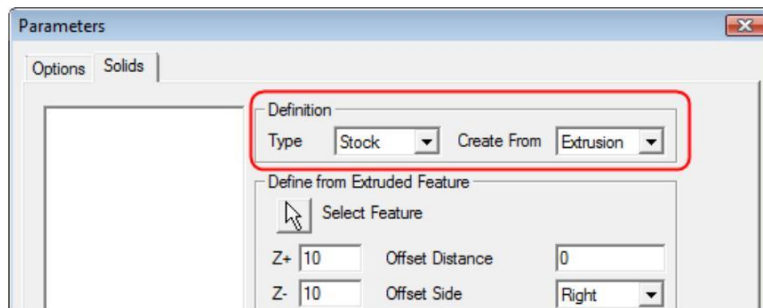 Parameters
Options Solids
Definition
Type Stock Create From Extrusion
Define from Extruded Feature
Select Feature
Z+ 10 Offset Distance 0
Z- 10 Offset Side Right